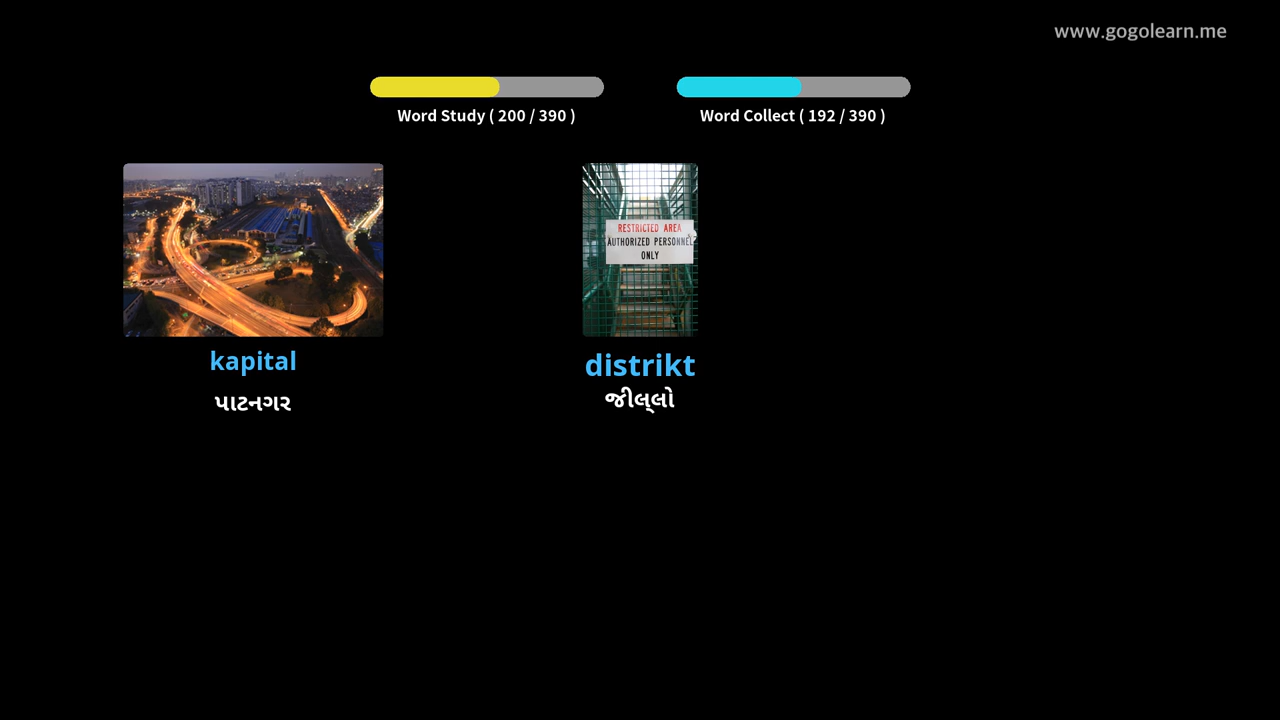 www.gogolearn.me
Word Study ( 200 / 390 )
Word Collect ( 192 / 390 )
RESTRICTED AREA
AUTHORIZED PERSONNEL
ONLY
kapital
પાટનગર
distrikt
જીલ્લો